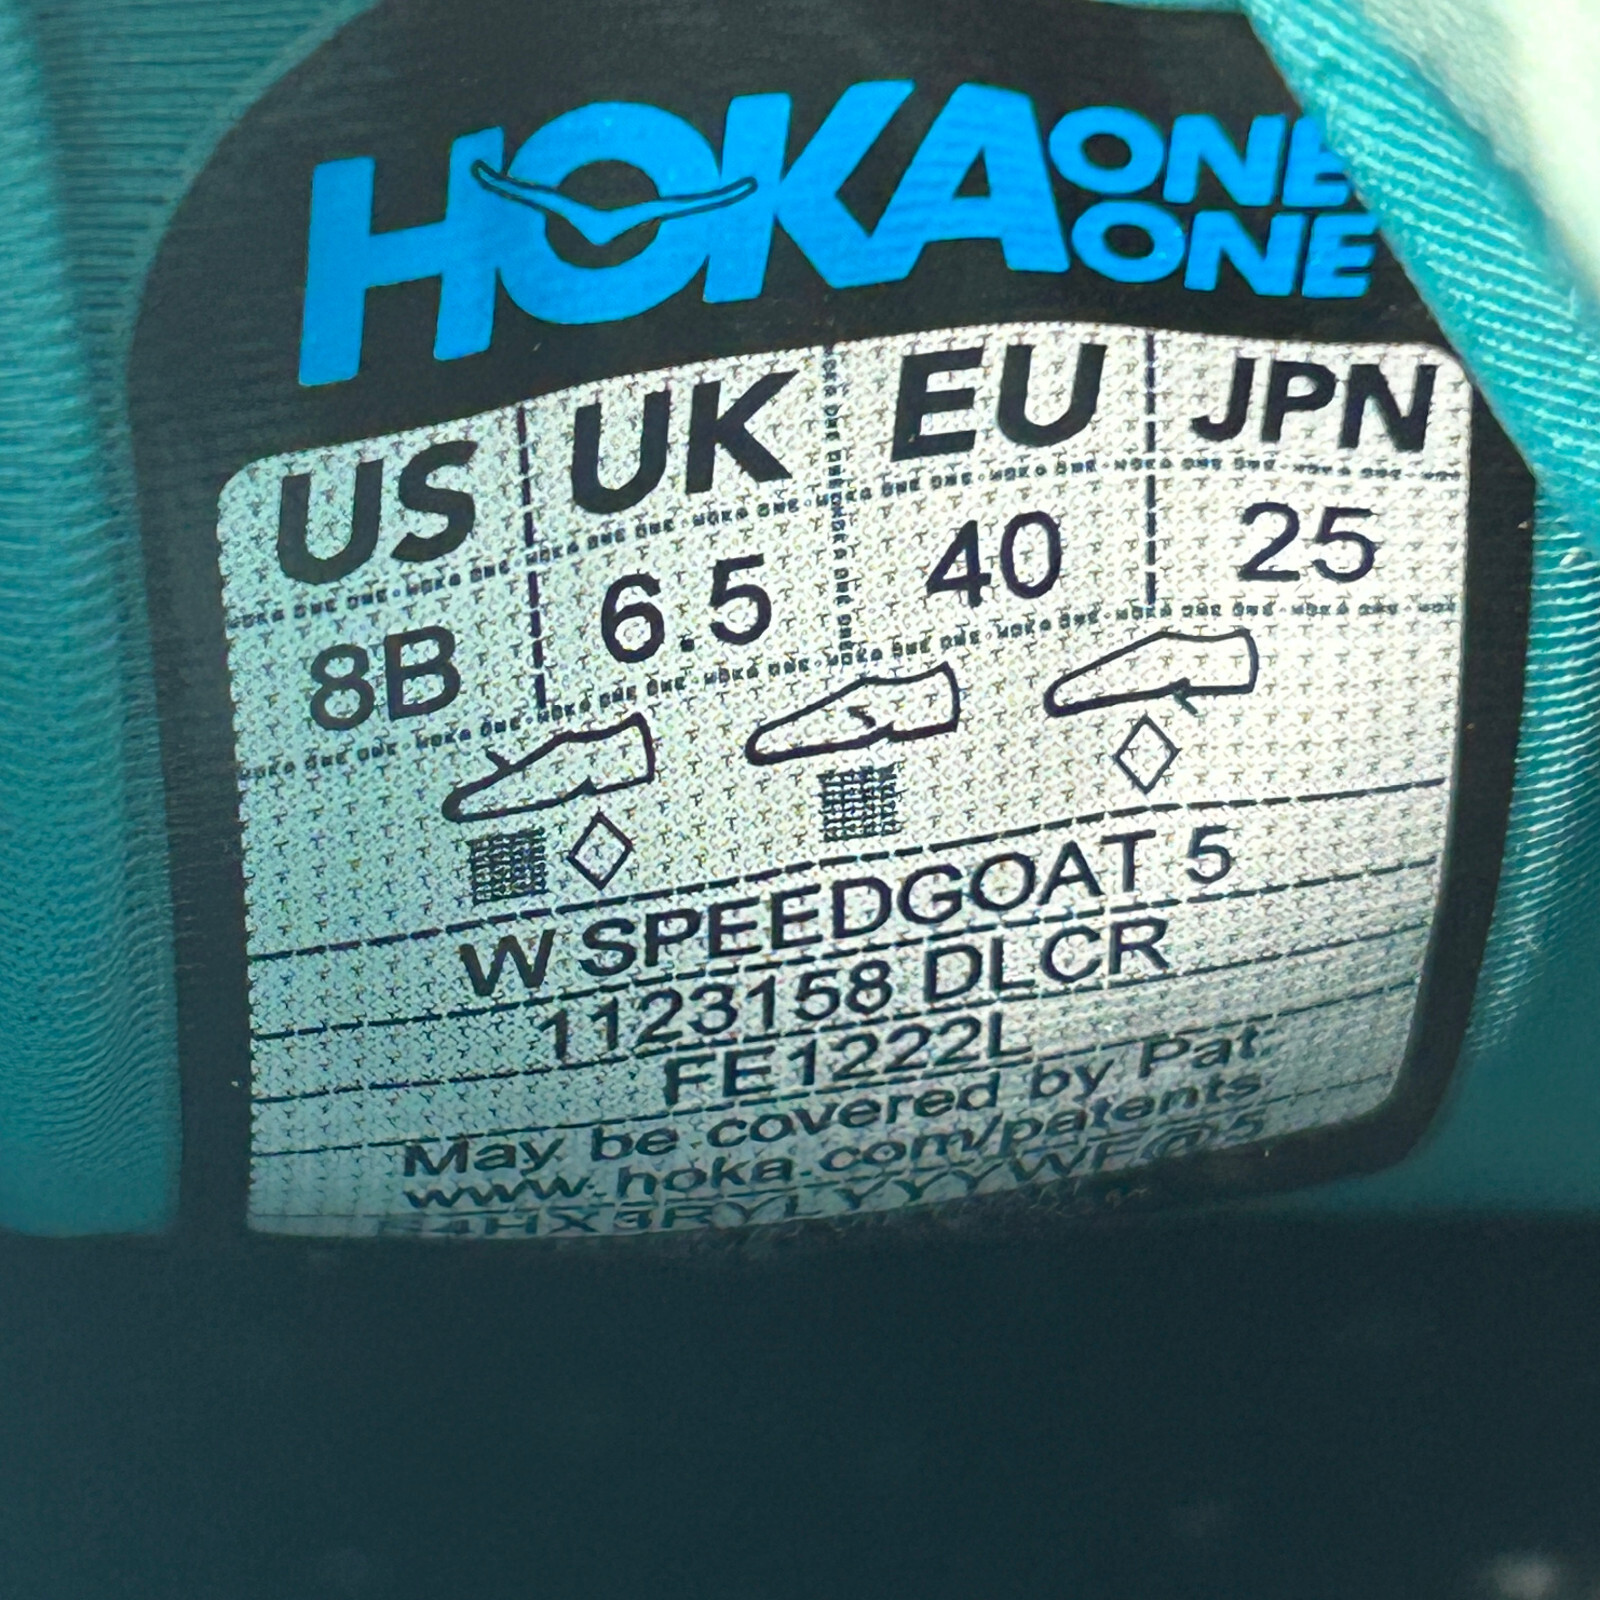 HOKA ONE ONE
US UK EU JPN
8B 6.5 40 25
W SPEEDGOAT 5
1123158 DLCR
FE1222L
May be covered by Pat.
www.hoka.com/patents